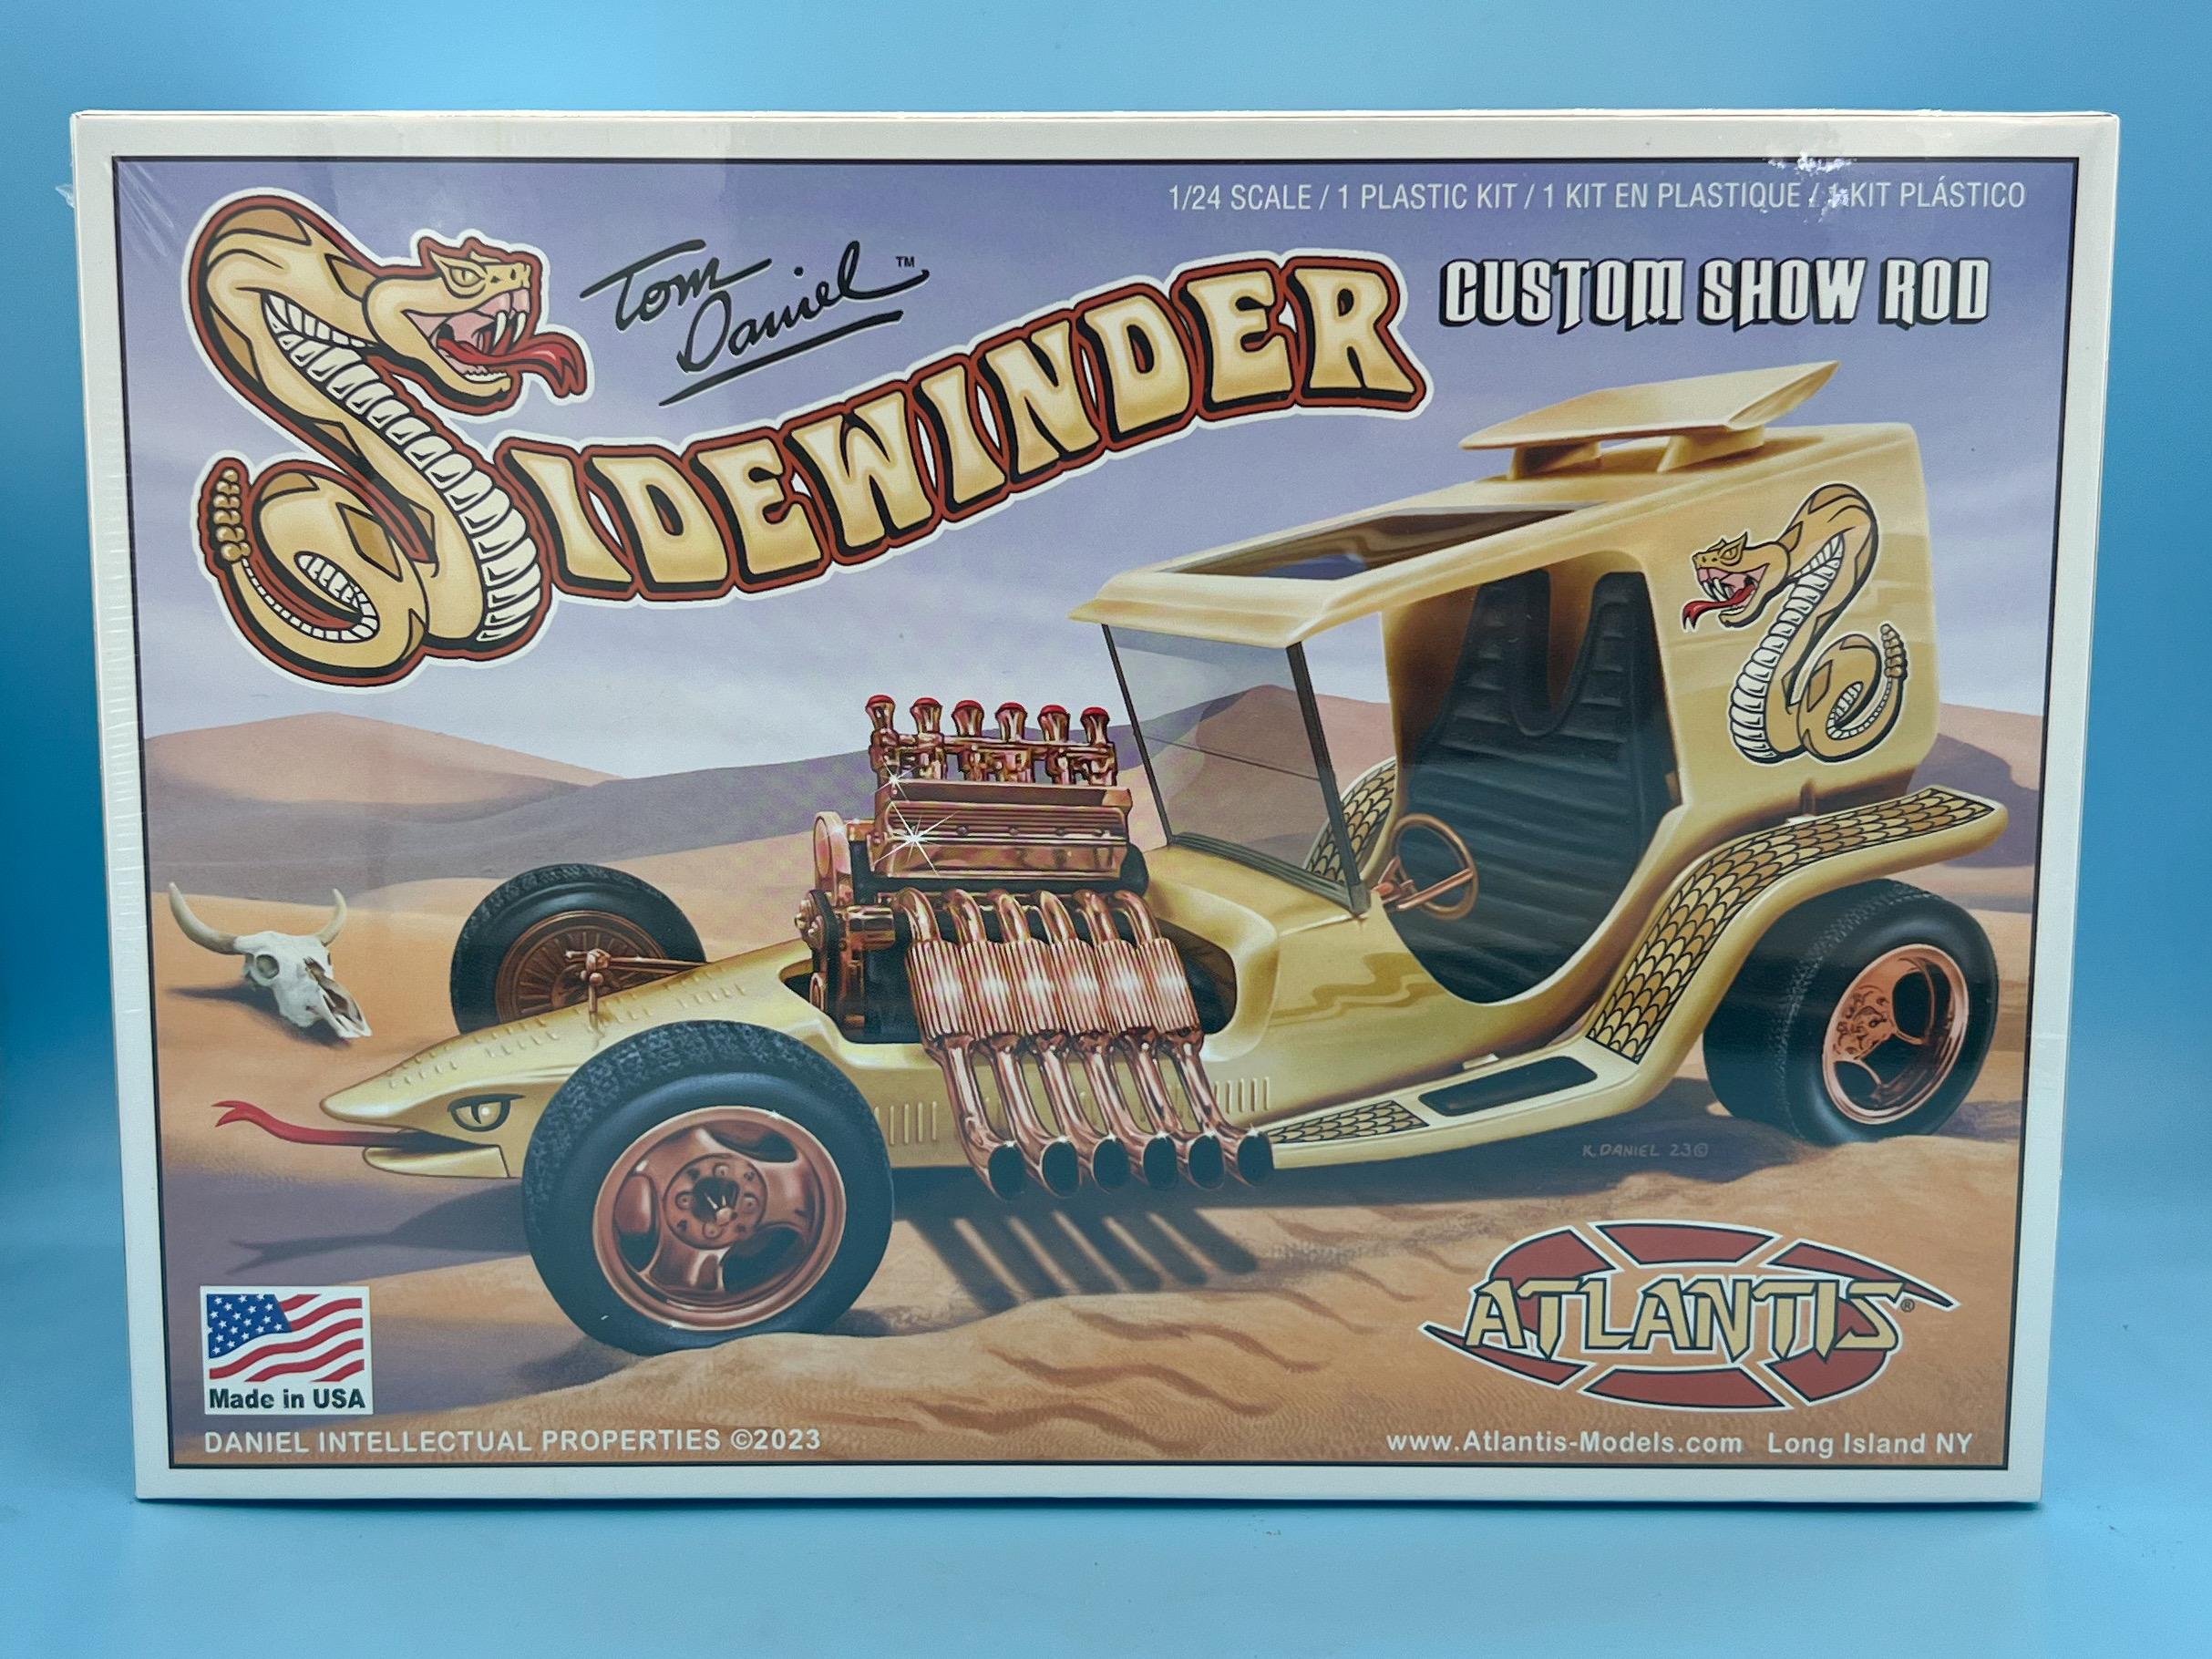 1/24 SCALE / 1 PLASTIC KIT / 1 KIT EN PLASTIQUE / 1 KIT PLÁSTICO
Tom Daniel™
SIDEWINDER
CUSTOM SHOW ROD
K. DANIEL 23©
ATLANTIS®
Made in USA
DANIEL INTELLECTUAL PROPERTIES ©2023
www.Atlantis-Models.com Long Island NY